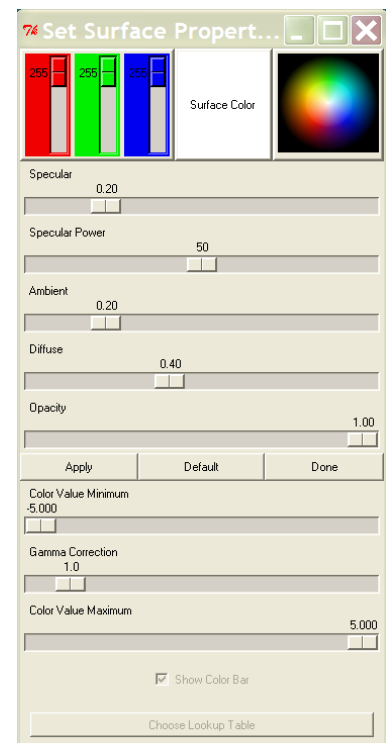 Set Surface Propert...
255 255 255
Surface Color
Specular
0.20
Specular Power
50
Ambient
0.20
Diffuse
0.40
Opacity
1.00
Apply Default Done
Color Value Minimum
-5.000
Gamma Correction
1.0
Color Value Maximum
5.000
Show Color Bar
Choose Lookup Table